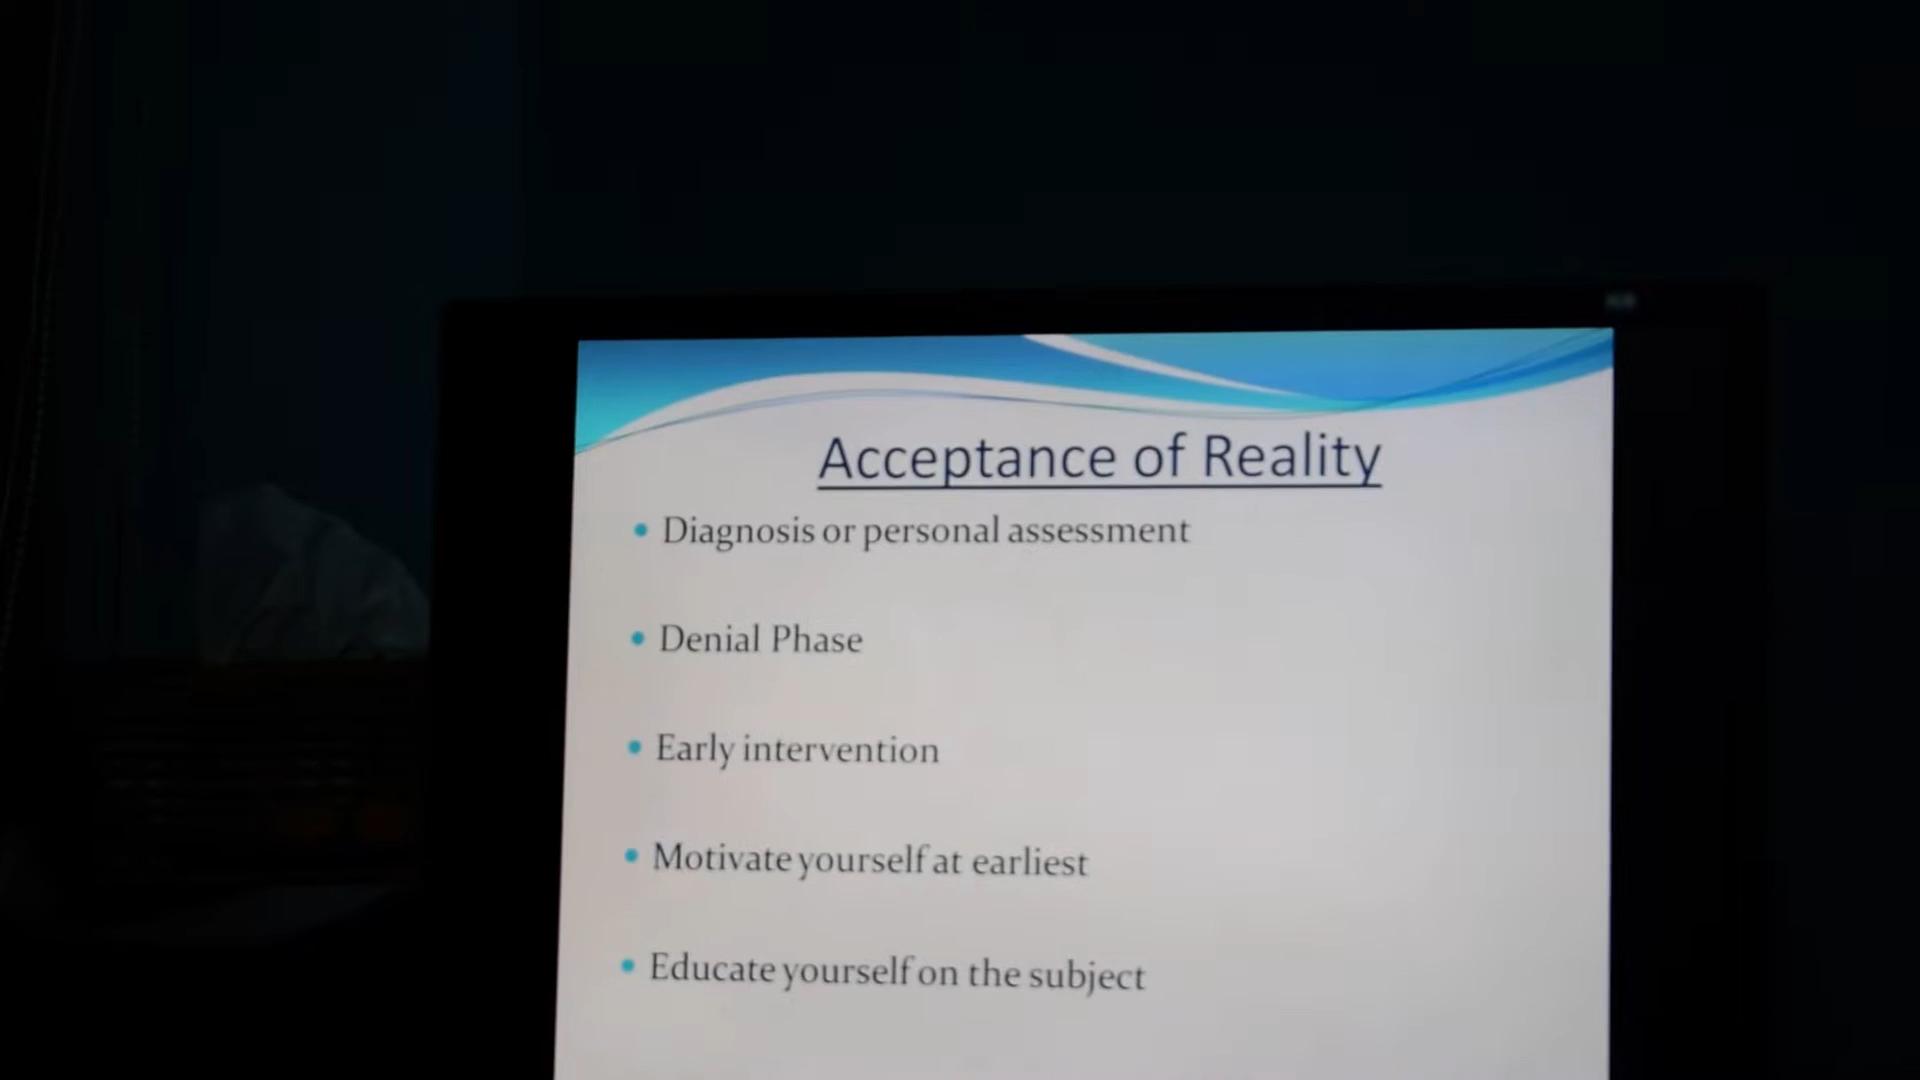 Acceptance of Reality
• Diagnosis or personal assessment
• Denial Phase
• Early intervention
• Motivate yourself at earliest
• Educate yourself on the subject